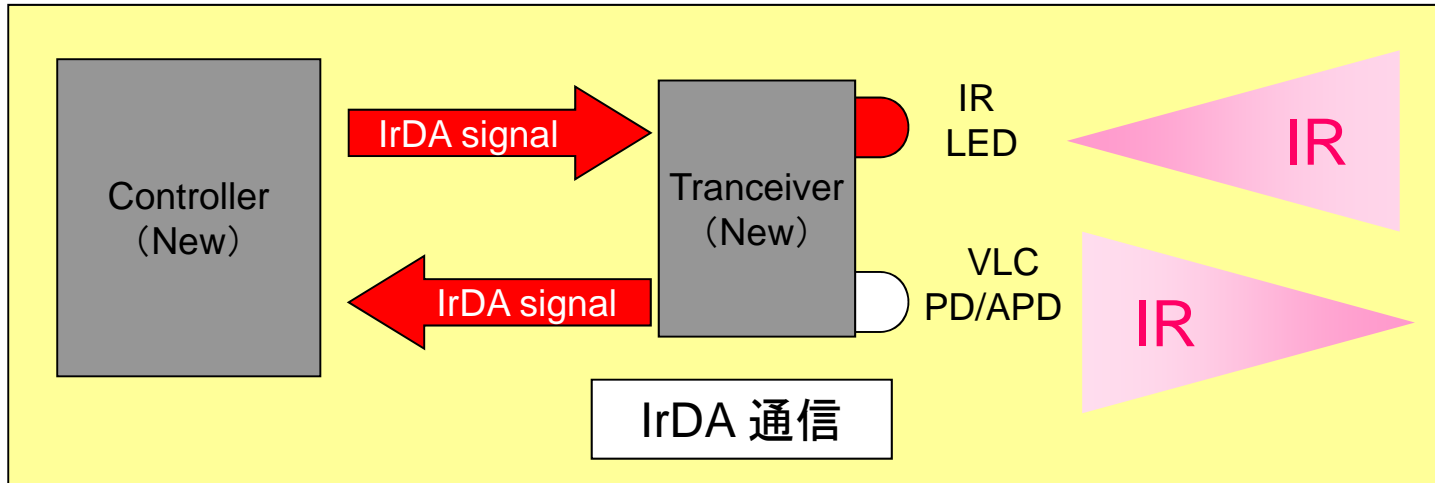 Controller
（New）
IrDA signal
IrDA signal
Tranceiver
（New）
IR
LED
VLC
PD/APD
IR
IR
IrDA 通信